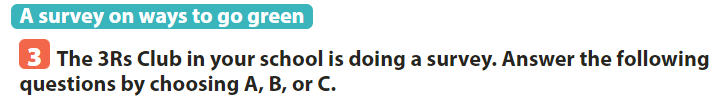 A survey on ways to go green
3 The 3Rs Club in your school is doing a survey. Answer the following
questions by choosing A, B, or C.